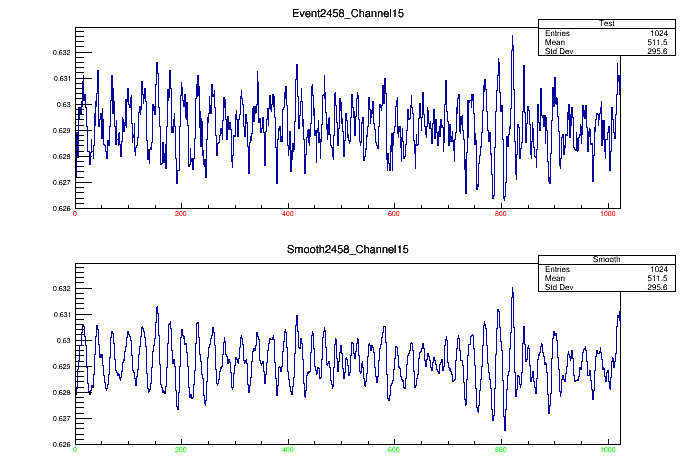 Event2458_Channel15
Test
Entries 1024
Mean 511.5
Std Dev 295.6
0.632
0.631
0.63
0.629
0.628
0.627
0.626
0 200 400 600 800 1000
Smooth2458_Channel15
Smooth
Entries 1024
Mean 511.5
Std Dev 295.6
0.632
0.631
0.63
0.629
0.628
0.627
0.626
0 200 400 600 800 1000